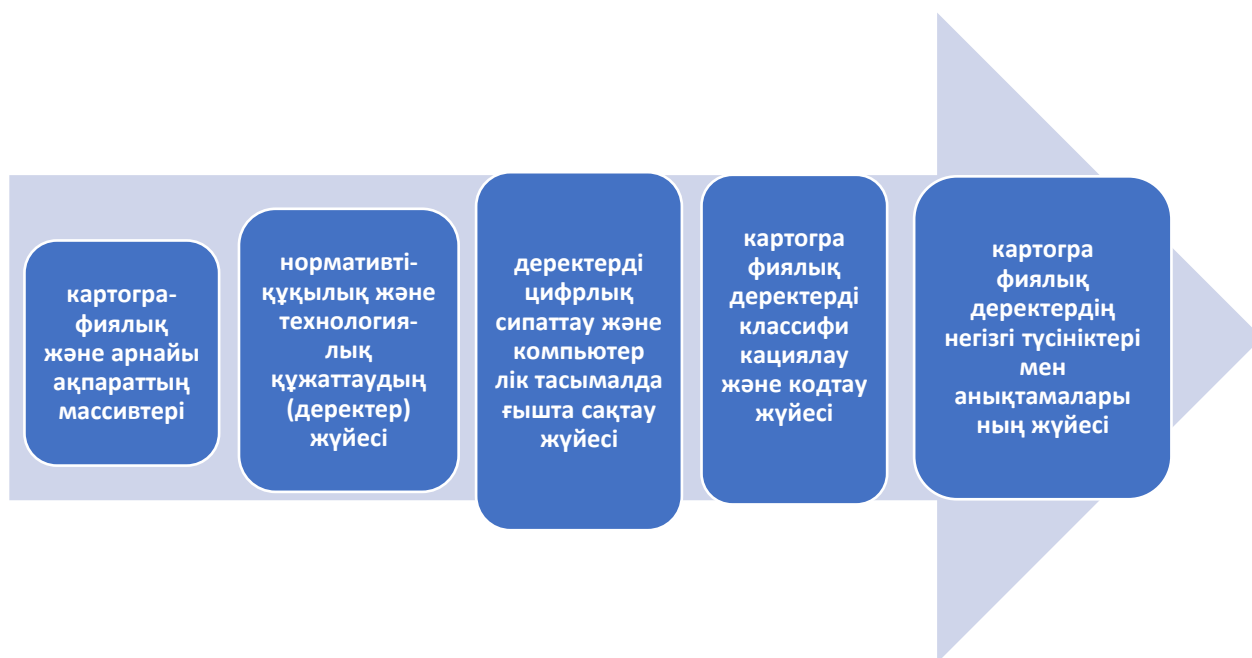 картогра-
фиялық
және арнайы
ақпараттың
массивтері
нормативті-
құқылық және
технология-
лық
құжаттаудың
(деректер)
жүйесі
деректерді
цифрлық
сипаттау және
компьютер
лік тасымалда
ғышта сақтау
жүйесі
картогра
фиялық
деректерді
классифи
кациялау
және кодтау
жүйесі
картогра
фиялық
деректердің
негізгі түсініктері
мен
анықтамалары
ның жүйесі